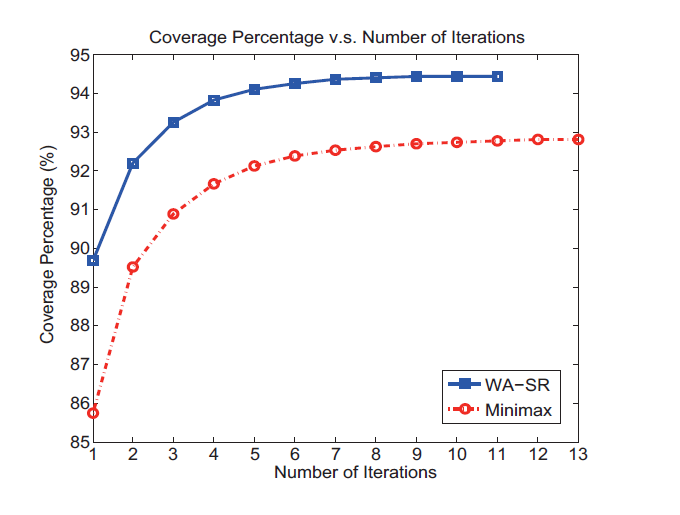 Coverage Percentage v.s. Number of Iterations
95
94
93
92
91
90
89
88
87
86
85
Coverage Percentage (%)
1 2 3 4 5 6 7 8 9 10 11 12 13
Number of Iterations
WA−SR
Minimax